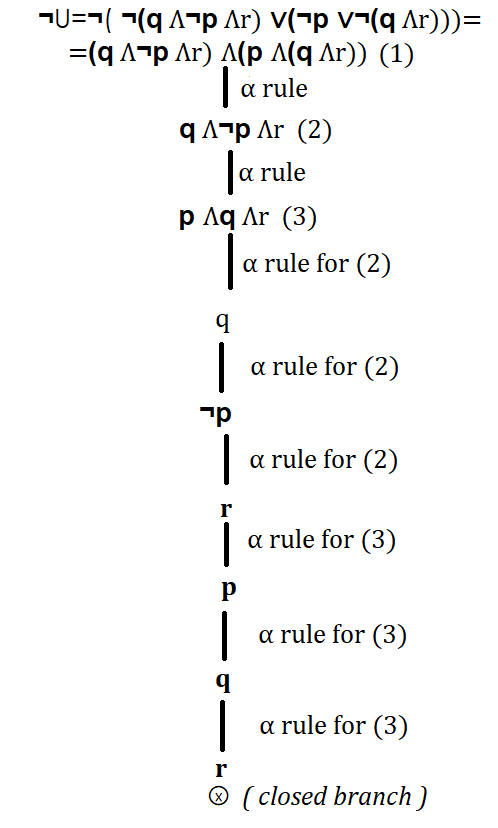 ¬U=¬( ¬(q Λ¬p Λr) ∨(¬p ∨¬(q Λr)))=
=(q Λ¬p Λr) Λ(p Λ(q Λr)) (1)
α rule
q Λ¬p Λr (2)
α rule
p Λq Λr (3)
α rule for (2)
q
α rule for (2)
¬p
α rule for (2)
r
α rule for (3)
p
α rule for (3)
q
α rule for (3)
r
ⓧ ( closed branch )